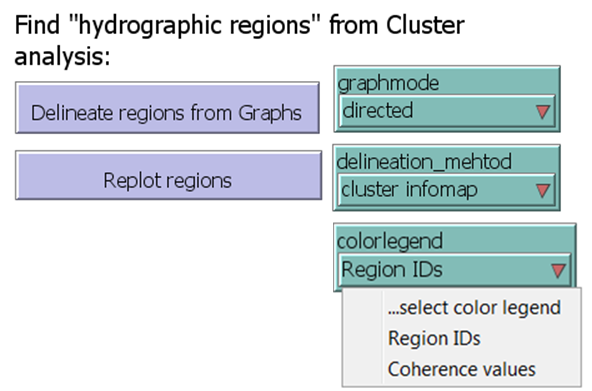 Find "hydrographic regions" from Cluster
analysis:
Delineate regions from Graphs
Replot regions
graphmode
directed
delineation_mehtod
cluster infomap
colorlegend
Region IDs
...select color legend
Region IDs
Coherence values